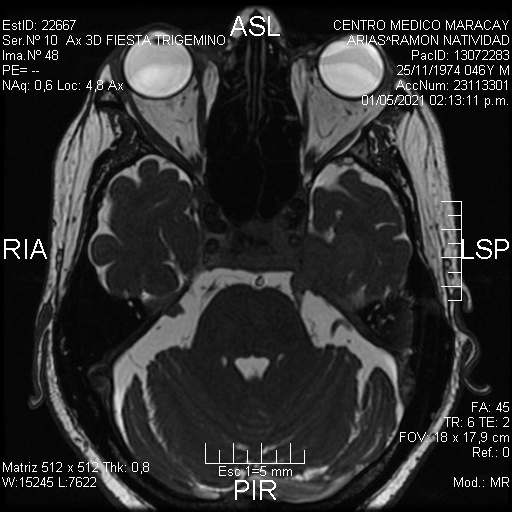 EstID: 22667
Ser.Nº 10 Ax 3D FIESTA TRIGEMINO
Ima.Nº 48
PE= --
NAq: 0,6 Loc: 4,8 Ax
ASL
CENTRO MEDICO MARACAY
ARIAS^RAMON NATIVIDAD
PacID: 13072283
25/11/1974 046Y M
AccNum: 23113301
01/05/2021 02:13:11 p.m.
RIA
LSP
FA: 45
TR: 6 TE: 2
FOV: 18 x 17,9 cm
Ref.: 0
Mod.: MR
Matriz 512 x 512 Thk: 0,8
W:15245 L:7622
Esc 1=5 mm
PIR